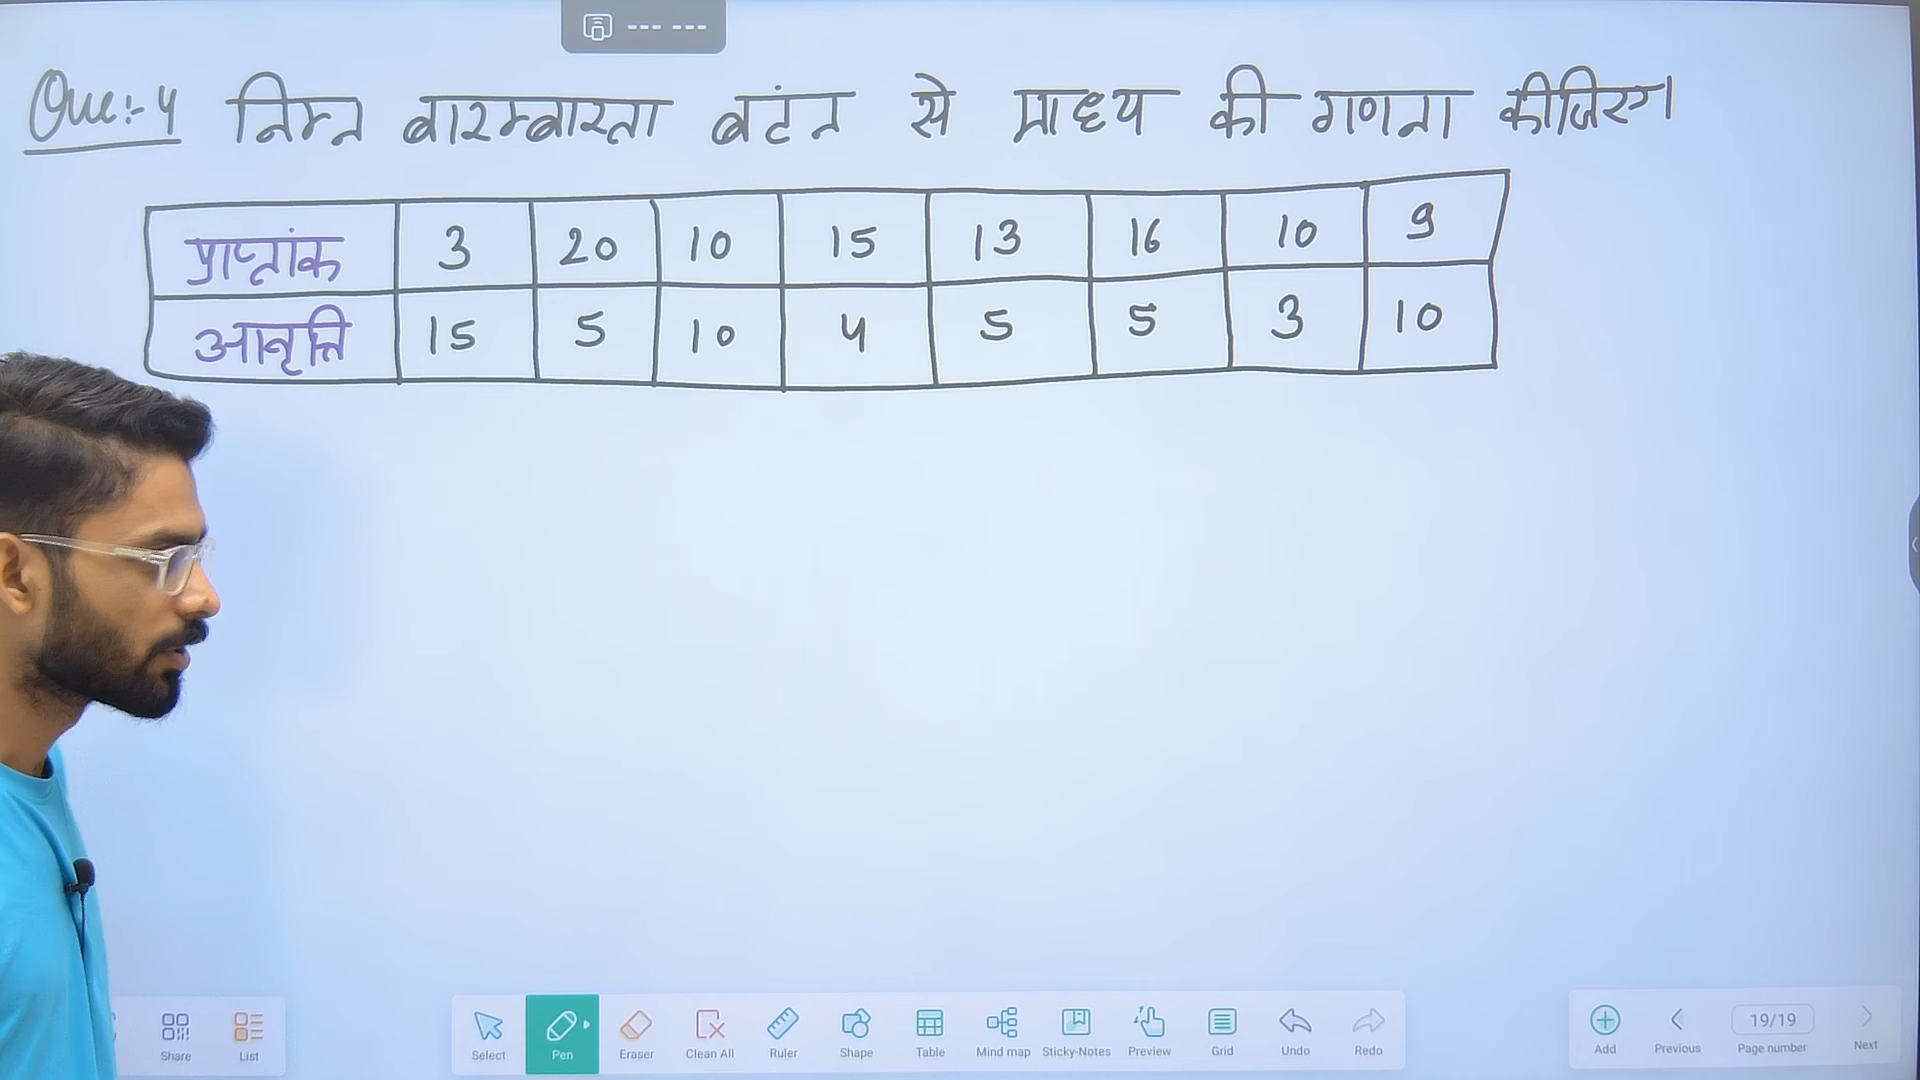 --- ---
Que:- 4 निम्न बारम्बारता बटंन से माध्य की गणना कीजिए।
प्राप्तांक 3 20 10 15 13 16 10 9
आवृत्ति 15 5 10 4 5 5 3 10
Share List Select Pen Eraser Clean All Ruler Shape Table Mind map Sticky-Notes Preview Grid Undo Redo Add Previous 19/19 Page number Next